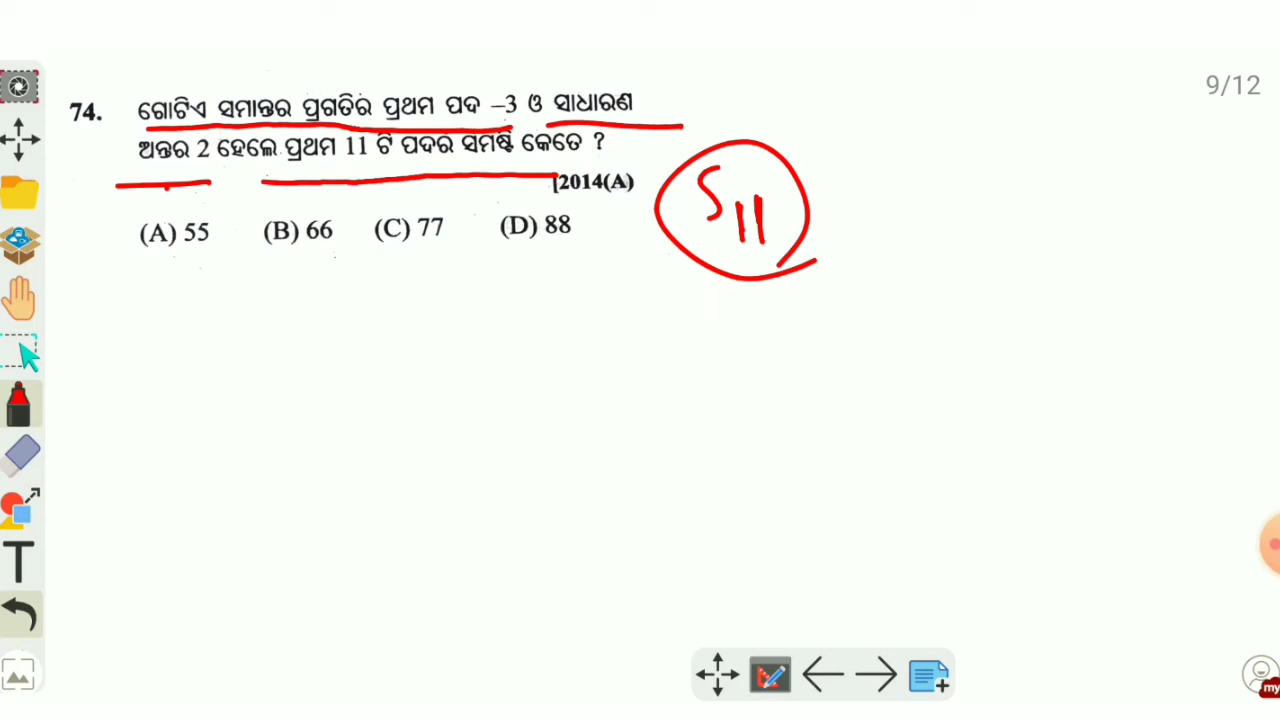 9/12
74. ଗୋଟିଏ ସମାନ୍ତର ପ୍ରଗତିର ପ୍ରଥମ ପଦ –3 ଓ ସାଧାରଣ
ଅନ୍ତର 2 ହେଲେ ପ୍ରଥମ 11 ଟି ପଦର ସମଷ୍ଟି କେତେ ?
[2014(A)
(A) 55 (B) 66 (C) 77 (D) 88
S11
T
my